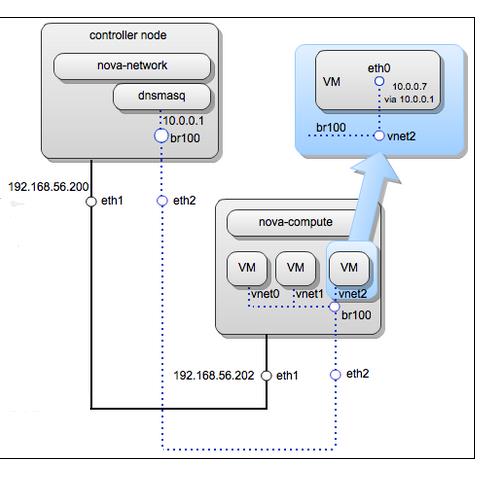 controller node
nova-network
dnsmasq
10.0.0.1
br100
VM
eth0
10.0.0.7
via 10.0.0.1
br100
vnet2
192.168.56.200
eth1
eth2
nova-compute
VM
VM
VM
vnet0
vnet1
vnet2
br100
192.168.56.202
eth1
eth2